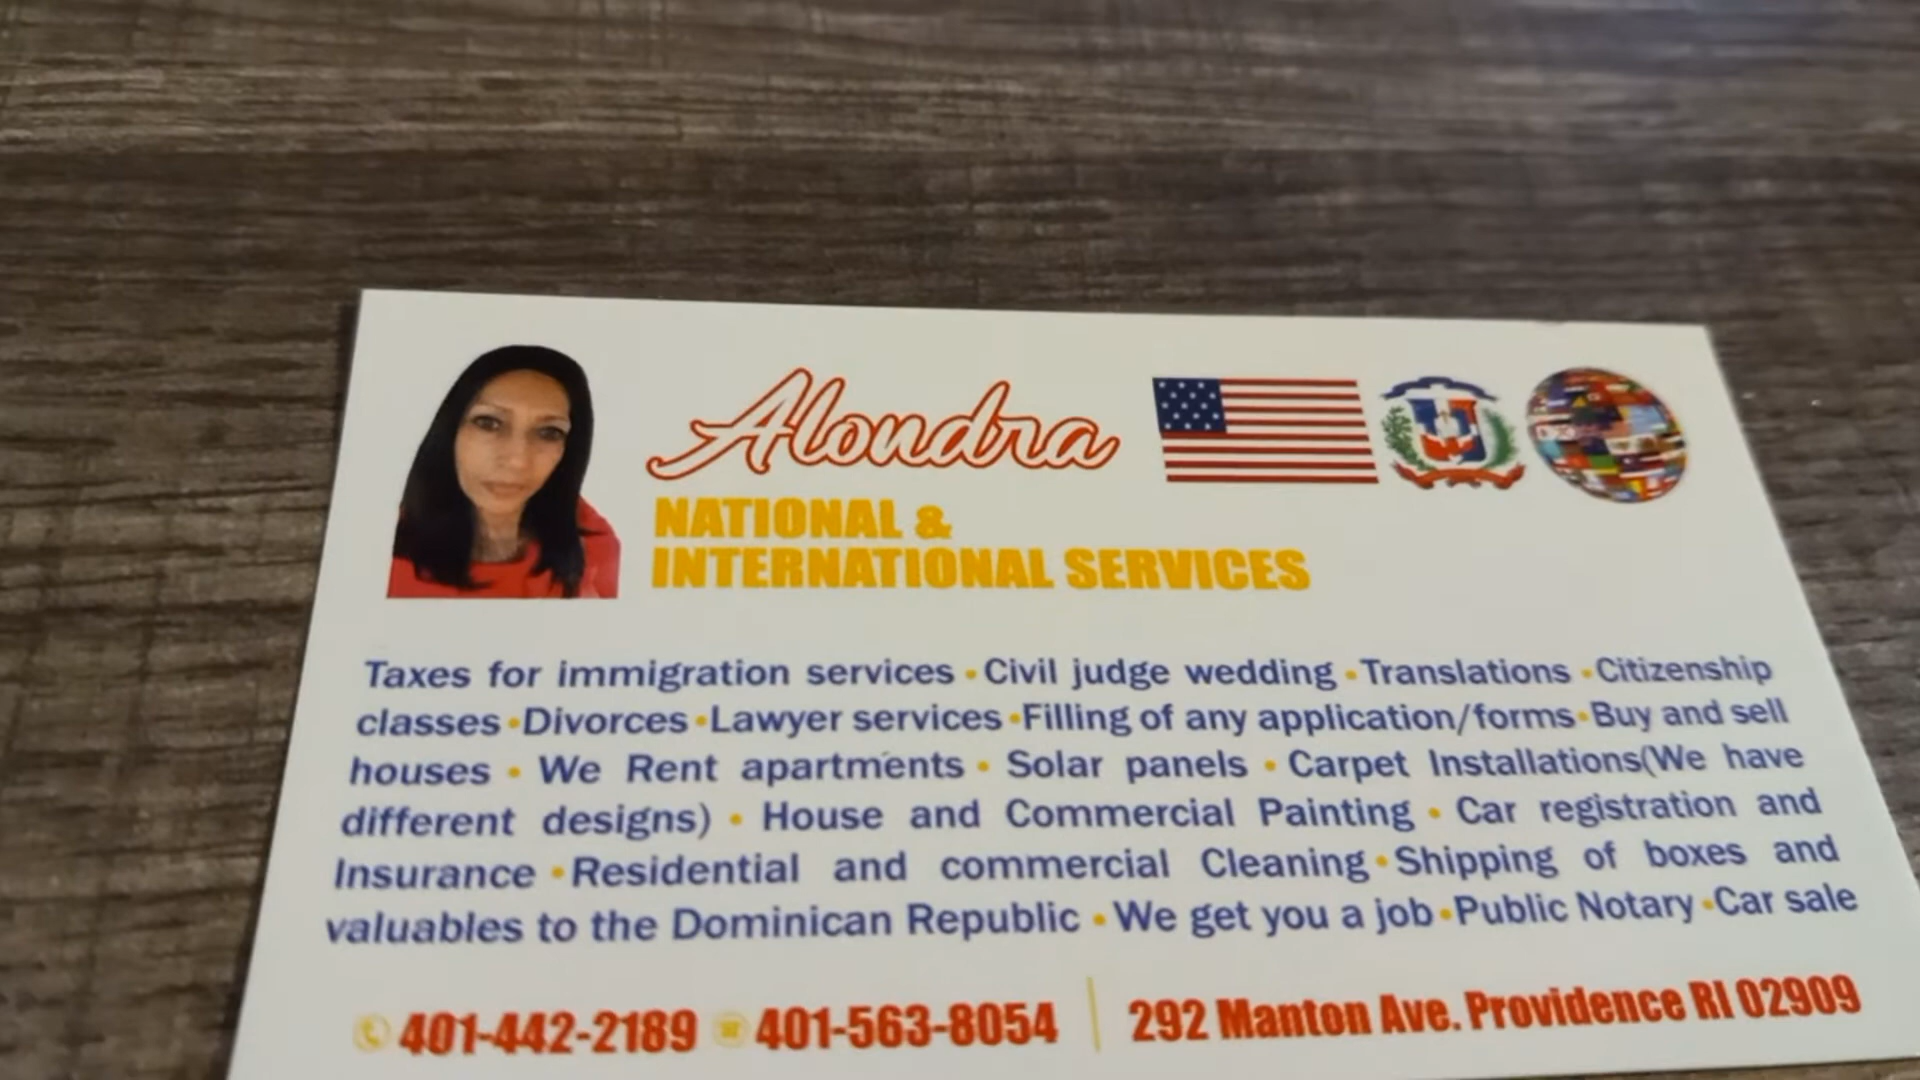 Alondra
NATIONAL &
INTERNATIONAL SERVICES
Taxes for immigration services • Civil judge wedding • Translations • Citizenship
classes • Divorces • Lawyer services • Filling of any application/forms • Buy and sell
houses • We Rent apartments • Solar panels • Carpet Installations(We have
different designs) • House and Commercial Painting • Car registration and
Insurance • Residential and commercial Cleaning • Shipping of boxes and
valuables to the Dominican Republic • We get you a job • Public Notary • Car sale
401-442-2189 401-563-8054 | 292 Manton Ave. Providence RI 02909